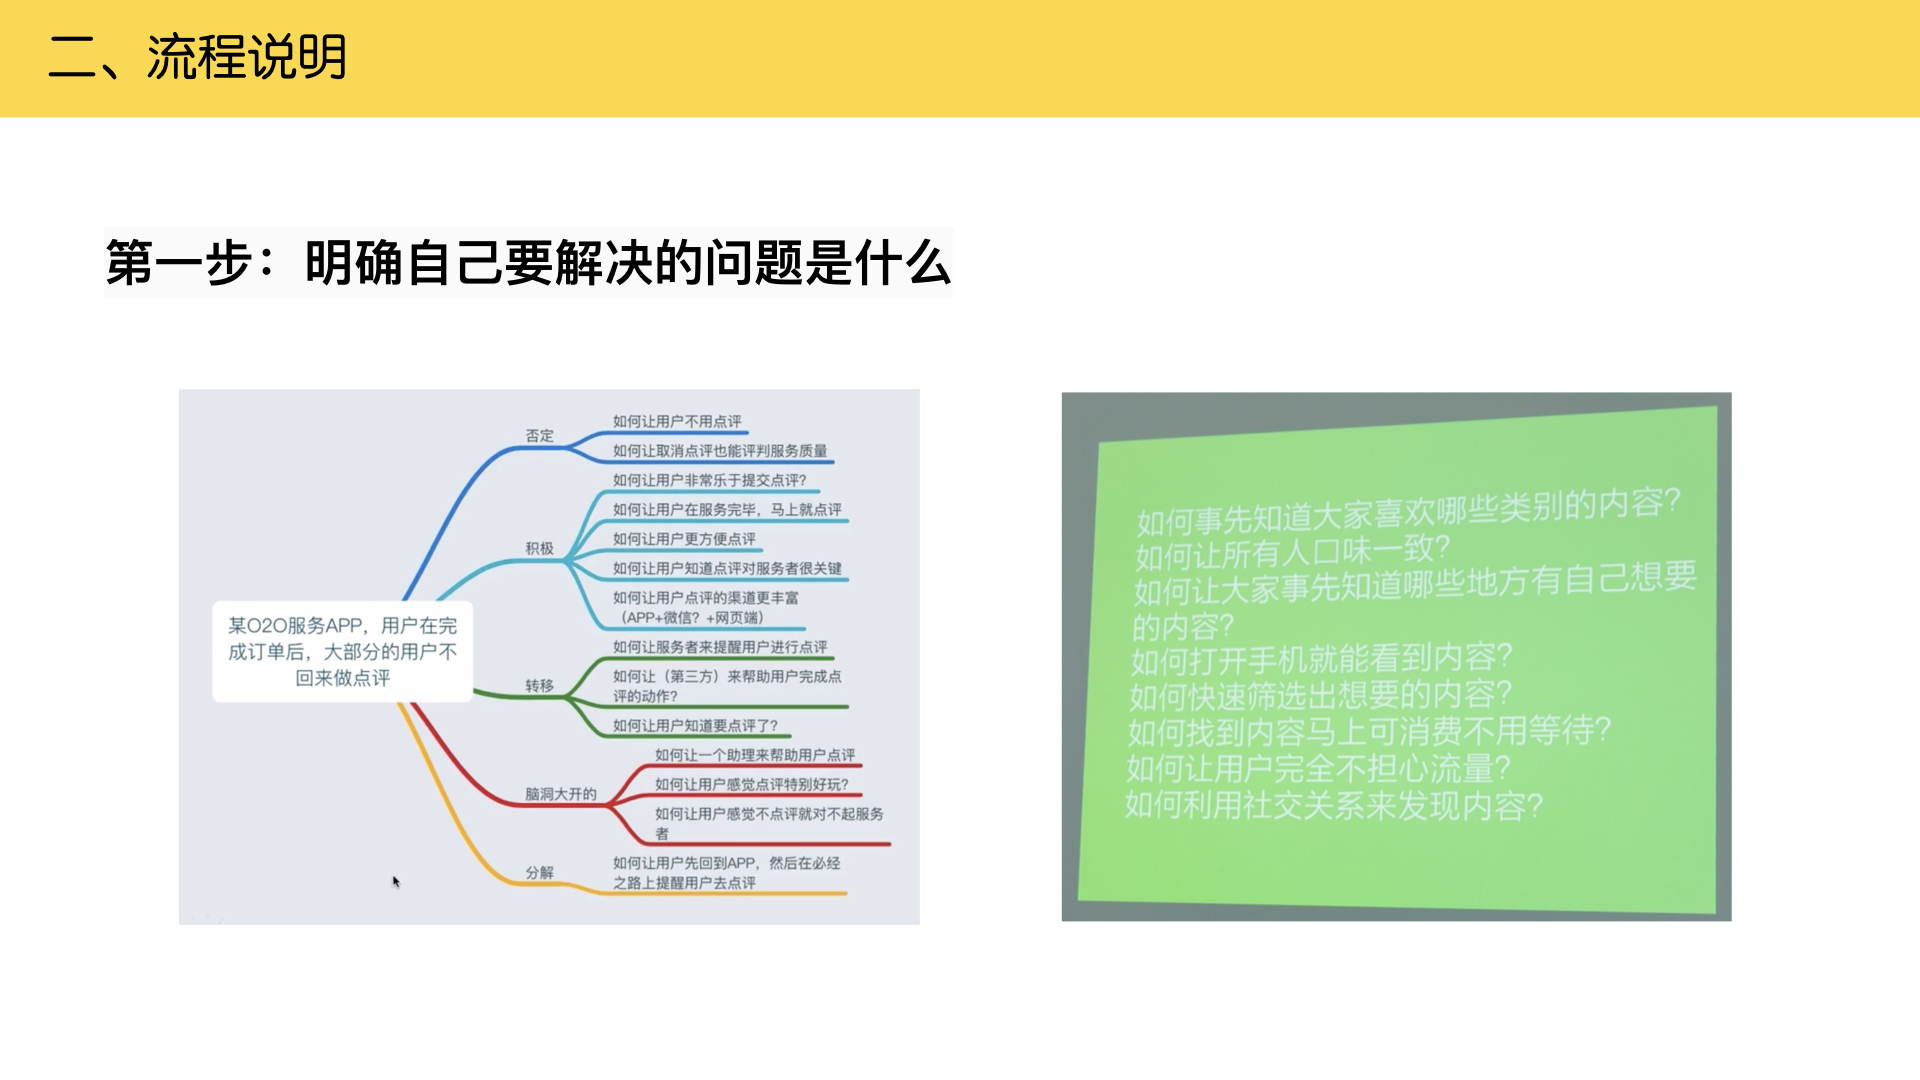 二、流程说明
第一步：明确自己要解决的问题是什么
某O2O服务APP，用户在完
成订单后，大部分的用户不
回来做点评
否定
如何让用户不用点评
如何让取消点评也能评判服务质量
积极
如何让用户非常乐于提交点评?
如何让用户在服务完毕，马上就点评
如何让用户更方便点评
如何让用户知道点评对服务者很关键
如何让用户点评的渠道更丰富
（APP+微信？+网页端）
转移
如何让服务者来提醒用户进行点评
如何让（第三方）来帮助用户完成点
评的动作?
如何让用户知道要点评了?
脑洞大开的
如何让一个助理来帮助用户点评
如何让用户感觉点评特别好玩?
如何让用户感觉不点评就对不起服务
者
分解
如何让用户先回到APP，然后在必经
之路上提醒用户去点评
如何事先知道大家喜欢哪些类别的内容?
如何让所有人口味一致?
如何让大家事先知道哪些地方有自己想要
的内容?
如何打开手机就能看到内容?
如何快速筛选出想要的内容?
如何找到内容马上可消费不用等待?
如何让用户完全不担心流量?
如何利用社交关系来发现内容?